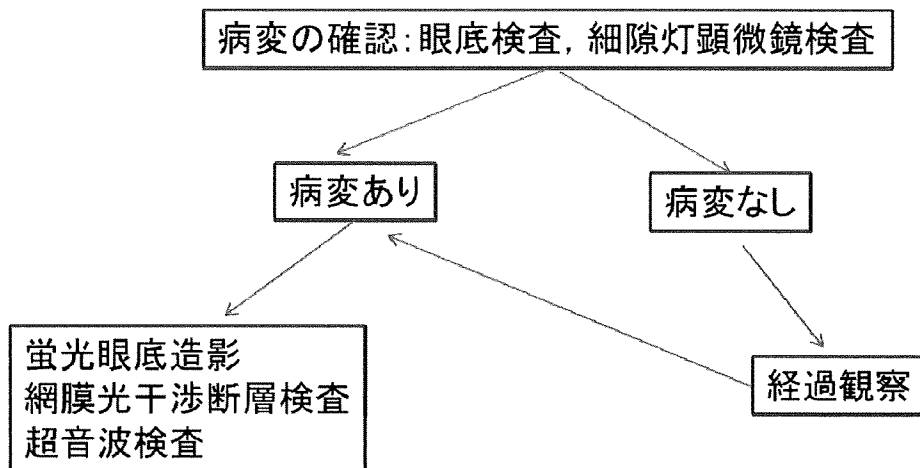 病変の確認：眼底検査，細隙灯顕微鏡検査
病変あり
病変なし
蛍光眼底造影
網膜光干渉断層検査
超音波検査
経過観察